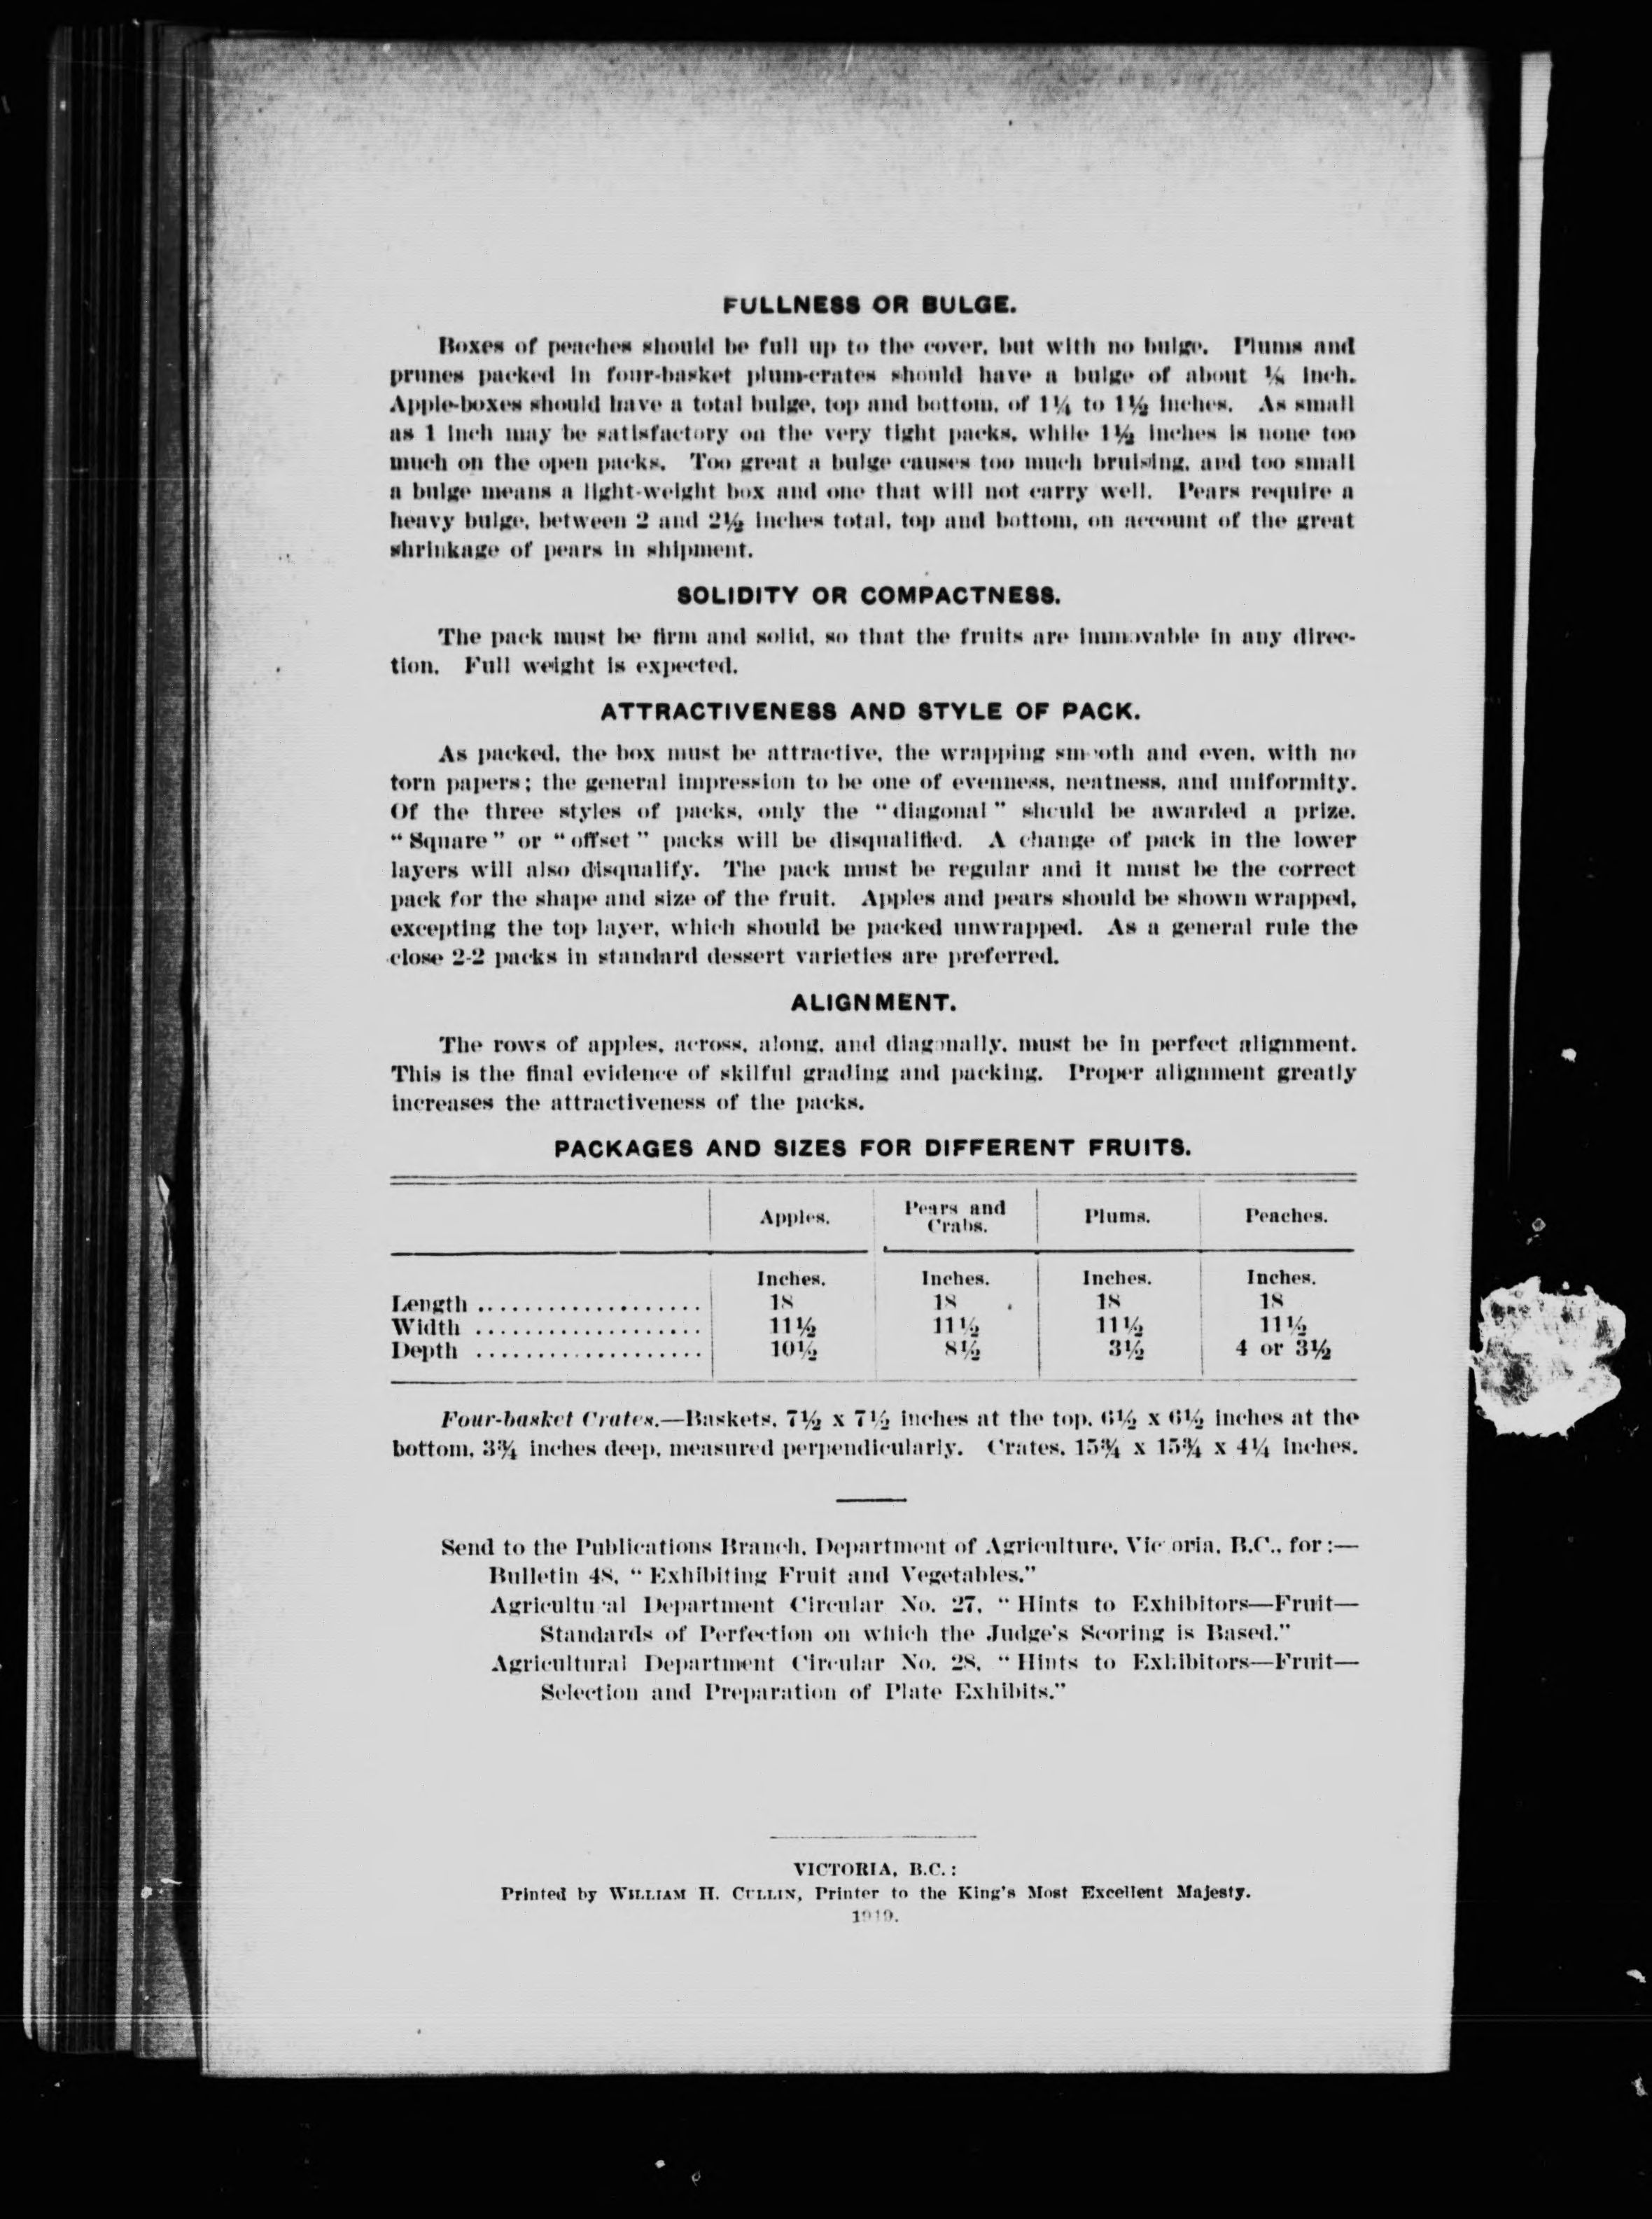 FULLNESS OR BULGE.
Boxes of peaches should be full up to the cover, but with no bulge. Plums and
prunes packed in four-basket plum-crates should have a bulge of about inch.
Apple-boxes should have a total bulge, top and bottom, of 1¼ to 1½ inches. As small
as 1 inch may be satisfactory on the very tight packs, while 1½ inches is none too
much on the open packs. Too great a bulge causes too much bruising, and too small
a bulge means a light-weight box and one that will not carry well. Pears require a
heavy bulge, between 2 and 2½ inches total, top and bottom, on account of the great
shrinkage of pears in shipment.
SOLIDITY OR COMPACTNESS.
The pack must be firm and solid, so that the fruits are immovable in any direc-
tion. Full weight is expected.
ATTRACTIVENESS AND STYLE OF PACK.
As packed, the box must be attractive, the wrapping smooth and even, with no
torn papers; the general impression to be one of evenness, neatness, and uniformity.
Of the three styles of packs, only the "diagonal" should be awarded a prize.
"Square" or "offset" packs will be disqualified. A change of pack in the lower
layers will also disqualify. The pack must be regular and it must be the correct
pack for the shape and size of the fruit. Apples and pears should be shown wrapped,
excepting the top layer, which should be packed unwrapped. As a general rule the
close 2-2 packs in standard dessert varieties are preferred.
ALIGNMENT.
The rows of apples, across, along, and diagonally, must be in perfect alignment.
This is the final evidence of skilful grading and packing. Proper alignment greatly
increases the attractiveness of the packs.
PACKAGES AND SIZES FOR DIFFERENT FRUITS.
Apples. Pears and Crabs. Plums. Peaches.
Inches. Inches. Inches. Inches.
Length .................... 18 18 18 18
Width .................... 11½ 11½ 11½ 11½
Depth .................... 10½ 8½ 3½ 4 or 3½
Four-basket Crates.—Baskets, 7½ x 7½ inches at the top, 6½ x 6½ inches at the
bottom, 3¾ inches deep, measured perpendicularly. Crates, 15¾ x 15¾ x 4¼ inches.
Send to the Publications Branch, Department of Agriculture, Victoria, B.C., for:—
Bulletin 48, "Exhibiting Fruit and Vegetables."
Agricultural Department Circular No. 27, "Hints to Exhibitors—Fruit—
Standards of Perfection on which the Judge's Scoring is Based."
Agricultural Department Circular No. 28, "Hints to Exhibitors—Fruit—
Selection and Preparation of Plate Exhibits."
VICTORIA, B.C.:
Printed by WILLIAM H. CULLIN, Printer to the King's Most Excellent Majesty.
1919.